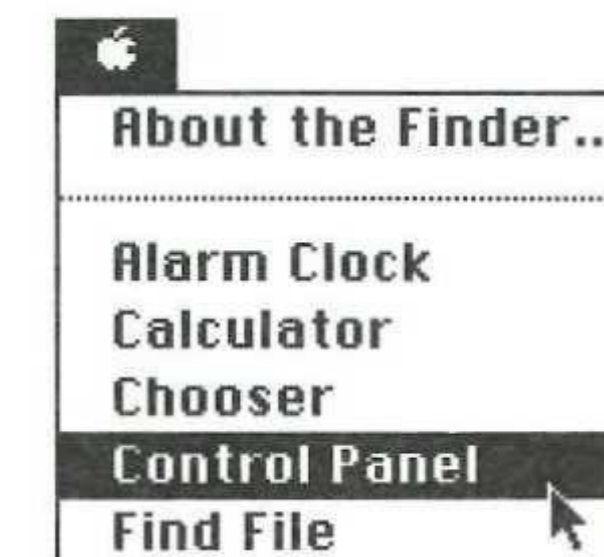 About the Finder..
Alarm Clock
Calculator
Chooser
Control Panel
Find File